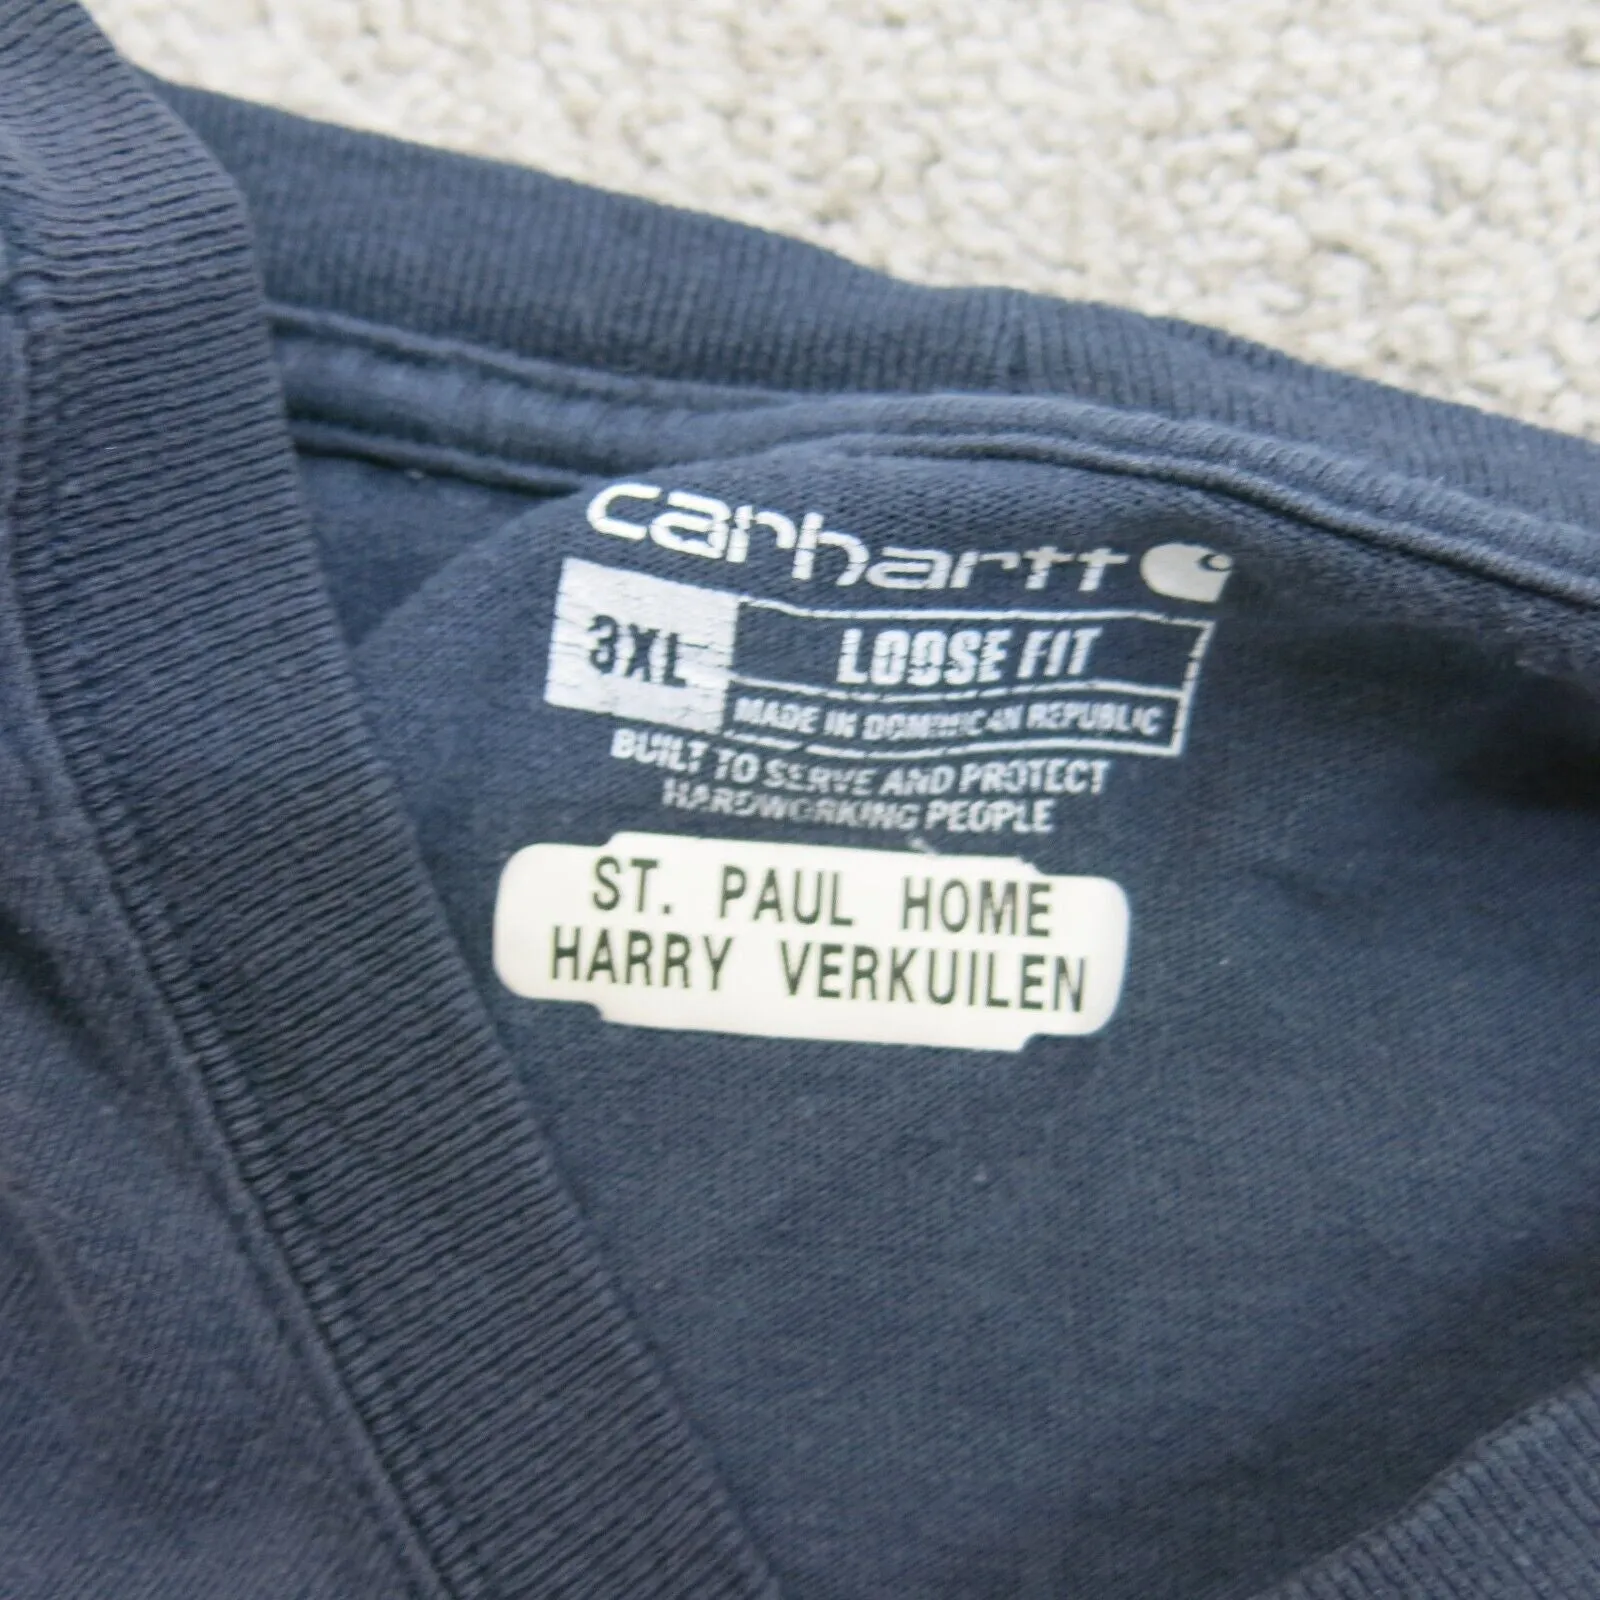 carhartt
3XL LOOSE FIT
MADE IN DOMINICAN REPUBLIC
BUILT TO SERVE AND PROTECT
HARDWORKING PEOPLE
ST. PAUL HOME
HARRY VERKUILEN